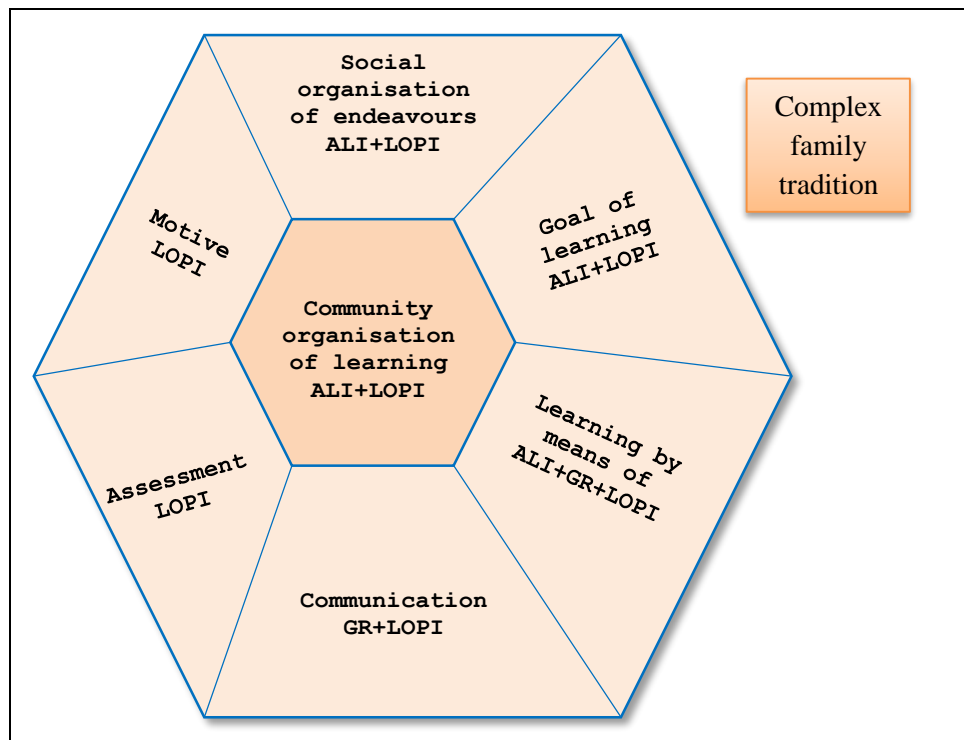 Social
organisation
of endeavours
ALI+LOPI
Complex
family
tradition
Goal of
learning
ALI+LOPI
Motive
LOPI
Community
organisation
of learning
ALI+LOPI
Learning by
means of
ALI+GR+LOPI
Assessment
LOPI
Communication
GR+LOPI